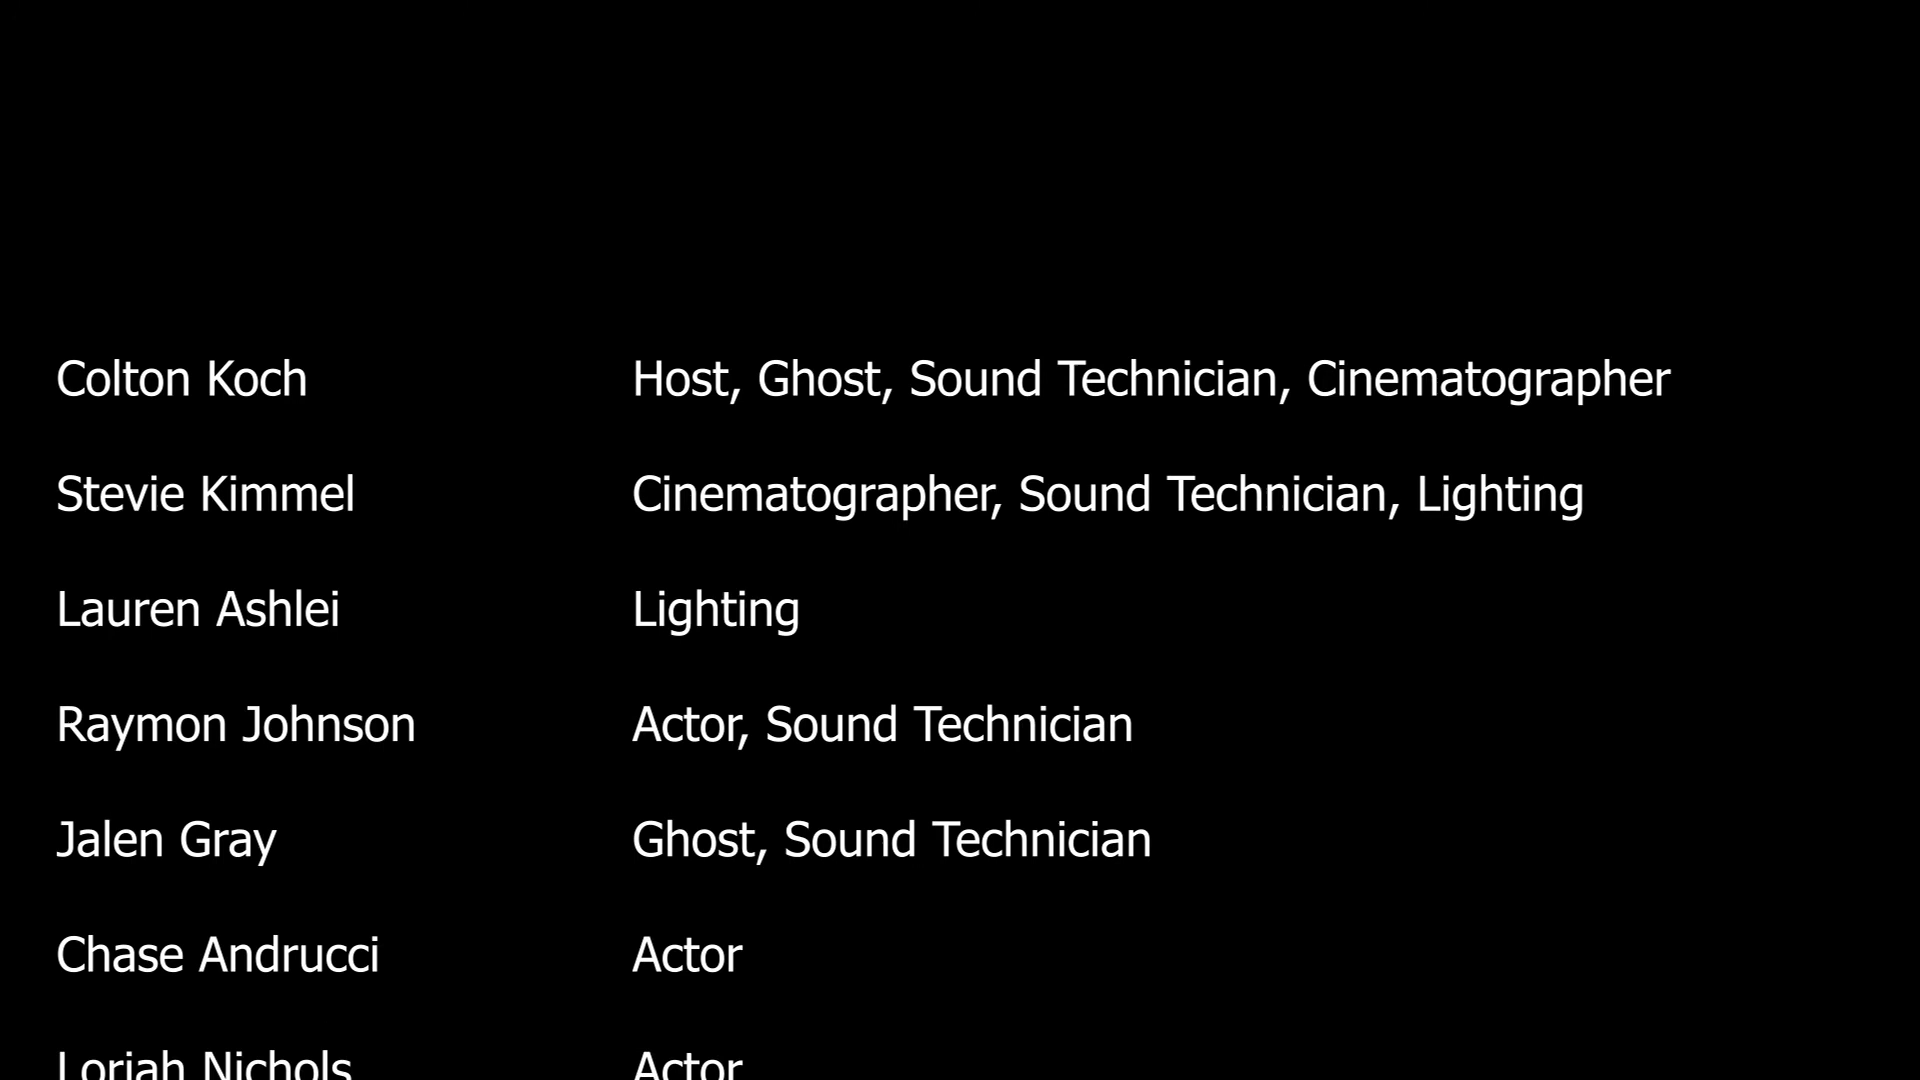 Colton Koch Host, Ghost, Sound Technician, Cinematographer
Stevie Kimmel Cinematographer, Sound Technician, Lighting
Lauren Ashlei Lighting
Raymon Johnson Actor, Sound Technician
Jalen Gray Ghost, Sound Technician
Chase Andrucci Actor
Loriah Nichols Actor